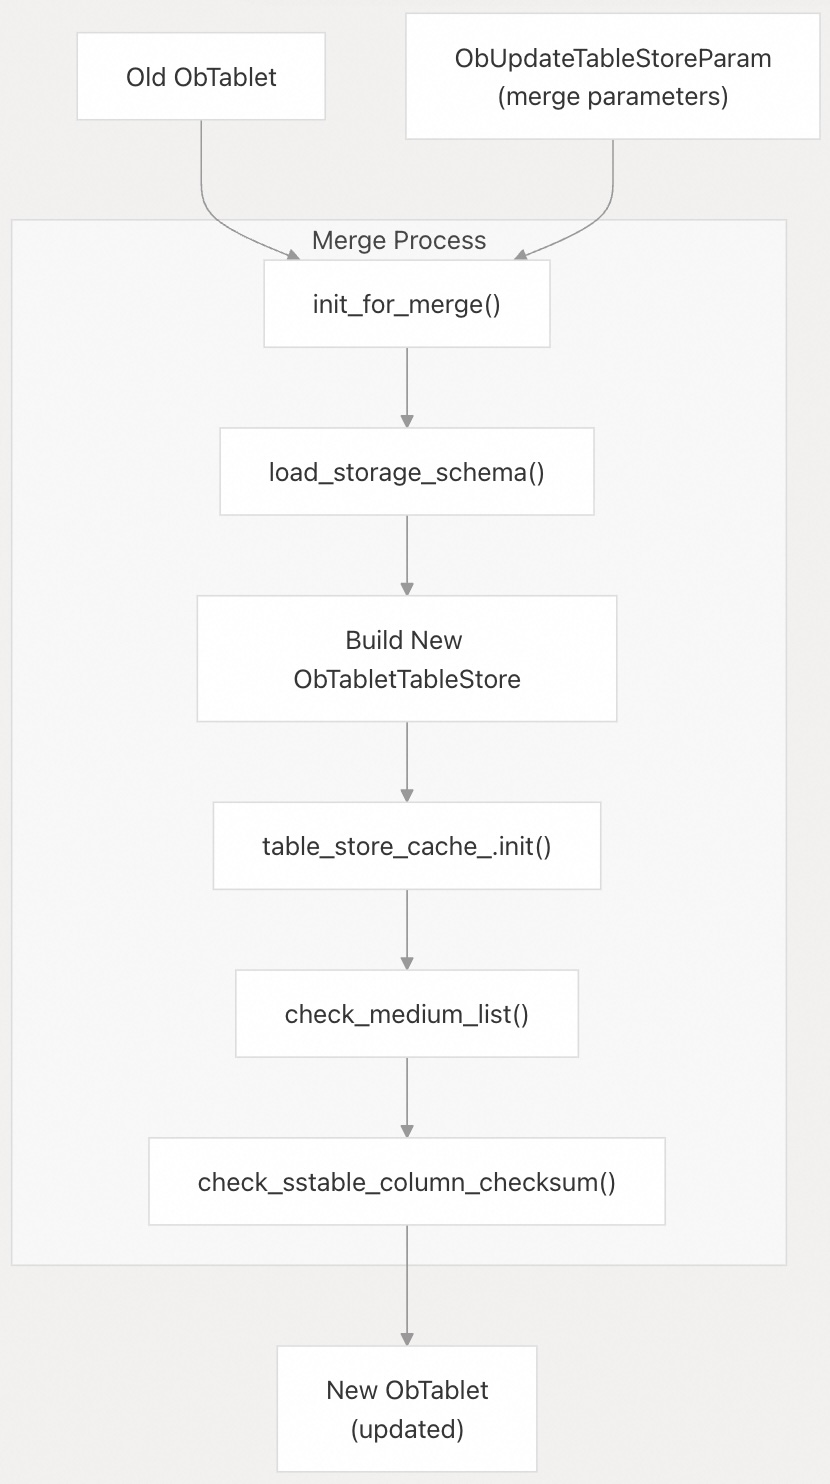 Old ObTablet
ObUpdateTableStoreParam
(merge parameters)
Merge Process
init_for_merge()
load_storage_schema()
Build New
ObTabletTableStore
table_store_cache_.init()
check_medium_list()
check_sstable_column_checksum()
New ObTablet
(updated)